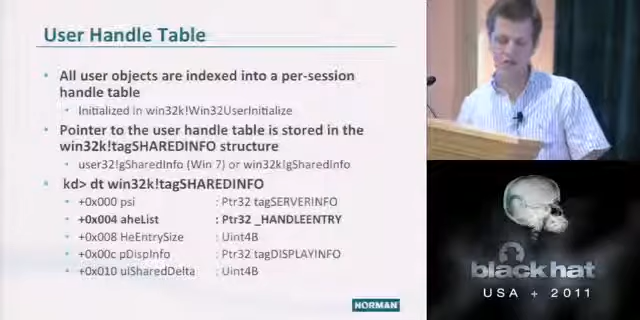 User Handle Table
All user objects are indexed into a per-session
handle table
Initialized in win32k!Win32UserInitialize
Pointer to the user handle table is stored in the
win32k!tagSHAREDINFO structure
user32!gSharedInfo (Win 7) or win32k!gSharedInfo
kd> dt win32k!tagSHAREDINFO
+0x000 psi : Ptr32 tagSERVERINFO
+0x004 aheList : Ptr32 _HANDLEENTRY
+0x008 HeEntrySize : Uint4B
+0x00c pDispInfo : Ptr32 tagDISPLAYINFO
+0x010 ulSharedDelta : Uint4B
NORMAN
black hat
USA + 2011